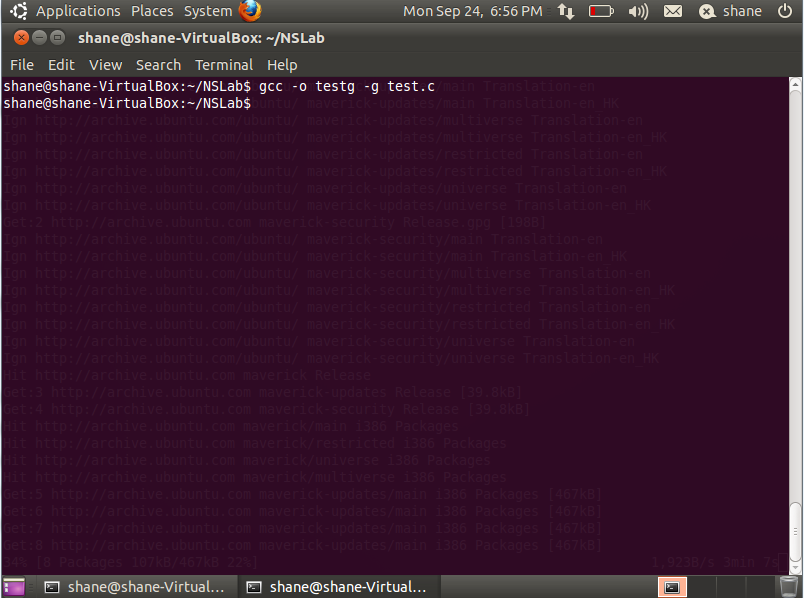 Applications Places System Mon Sep 24, 6:56 PM shane
shane@shane-VirtualBox: ~/NSLab
File Edit View Search Terminal Help
shane@shane-VirtualBox:~/NSLab$ gcc -o testg -g test.c /main Translation-en
shane@shane-VirtualBox:~/NSLab$ maverick-updates/main Translation-en_HK
Ign http://archive.ubuntu.com/ubuntu/ maverick-updates/multiverse Translation-en
Ign http://archive.ubuntu.com/ubuntu/ maverick-updates/multiverse Translation-en_HK
Ign http://archive.ubuntu.com/ubuntu/ maverick-updates/restricted Translation-en
Ign http://archive.ubuntu.com/ubuntu/ maverick-updates/restricted Translation-en_HK
Ign http://archive.ubuntu.com/ubuntu/ maverick-updates/universe Translation-en
Ign http://archive.ubuntu.com/ubuntu/ maverick-updates/universe Translation-en_HK
Get:2 http://archive.ubuntu.com maverick-security Release.gpg [198B]
Ign http://archive.ubuntu.com/ubuntu/ maverick-security/main Translation-en
Ign http://archive.ubuntu.com/ubuntu/ maverick-security/main Translation-en_HK
Ign http://archive.ubuntu.com/ubuntu/ maverick-security/multiverse Translation-en
Ign http://archive.ubuntu.com/ubuntu/ maverick-security/multiverse Translation-en_HK
Ign http://archive.ubuntu.com/ubuntu/ maverick-security/restricted Translation-en
Ign http://archive.ubuntu.com/ubuntu/ maverick-security/restricted Translation-en_HK
Ign http://archive.ubuntu.com/ubuntu/ maverick-security/universe Translation-en
Ign http://archive.ubuntu.com/ubuntu/ maverick-security/universe Translation-en_HK
Hit http://archive.ubuntu.com maverick Release
Get:3 http://archive.ubuntu.com maverick-updates Release [39.8kB]
Get:4 http://archive.ubuntu.com maverick-security Release [39.8kB]
Hit http://archive.ubuntu.com maverick/main i386 Packages
Hit http://archive.ubuntu.com maverick/restricted i386 Packages
Hit http://archive.ubuntu.com maverick/universe i386 Packages
Hit http://archive.ubuntu.com maverick/multiverse i386 Packages
Get:5 http://archive.ubuntu.com maverick-updates/main i386 Packages [467kB]
Get:6 http://archive.ubuntu.com maverick-updates/main i386 Packages [467kB]
Get:7 http://archive.ubuntu.com maverick-updates/main i386 Packages [467kB]
Get:8 http://archive.ubuntu.com maverick-updates/main i386 Packages [467kB]
34% [8 Packages 107kB/467kB 22%] 1,923B/s 3min 7s
shane@shane-Virtual... shane@shane-Virtual...